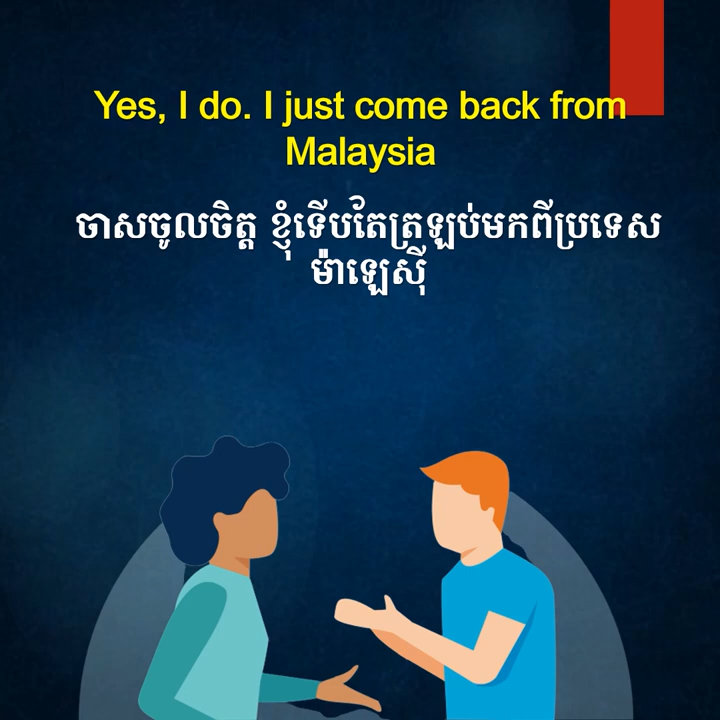 Yes, I do. I just come back from
Malaysia
ចាសចូលចិត្ត ខ្ញុំទើបតែត្រឡប់មកពីប្រទេស
ម៉ាឡេស៊ី